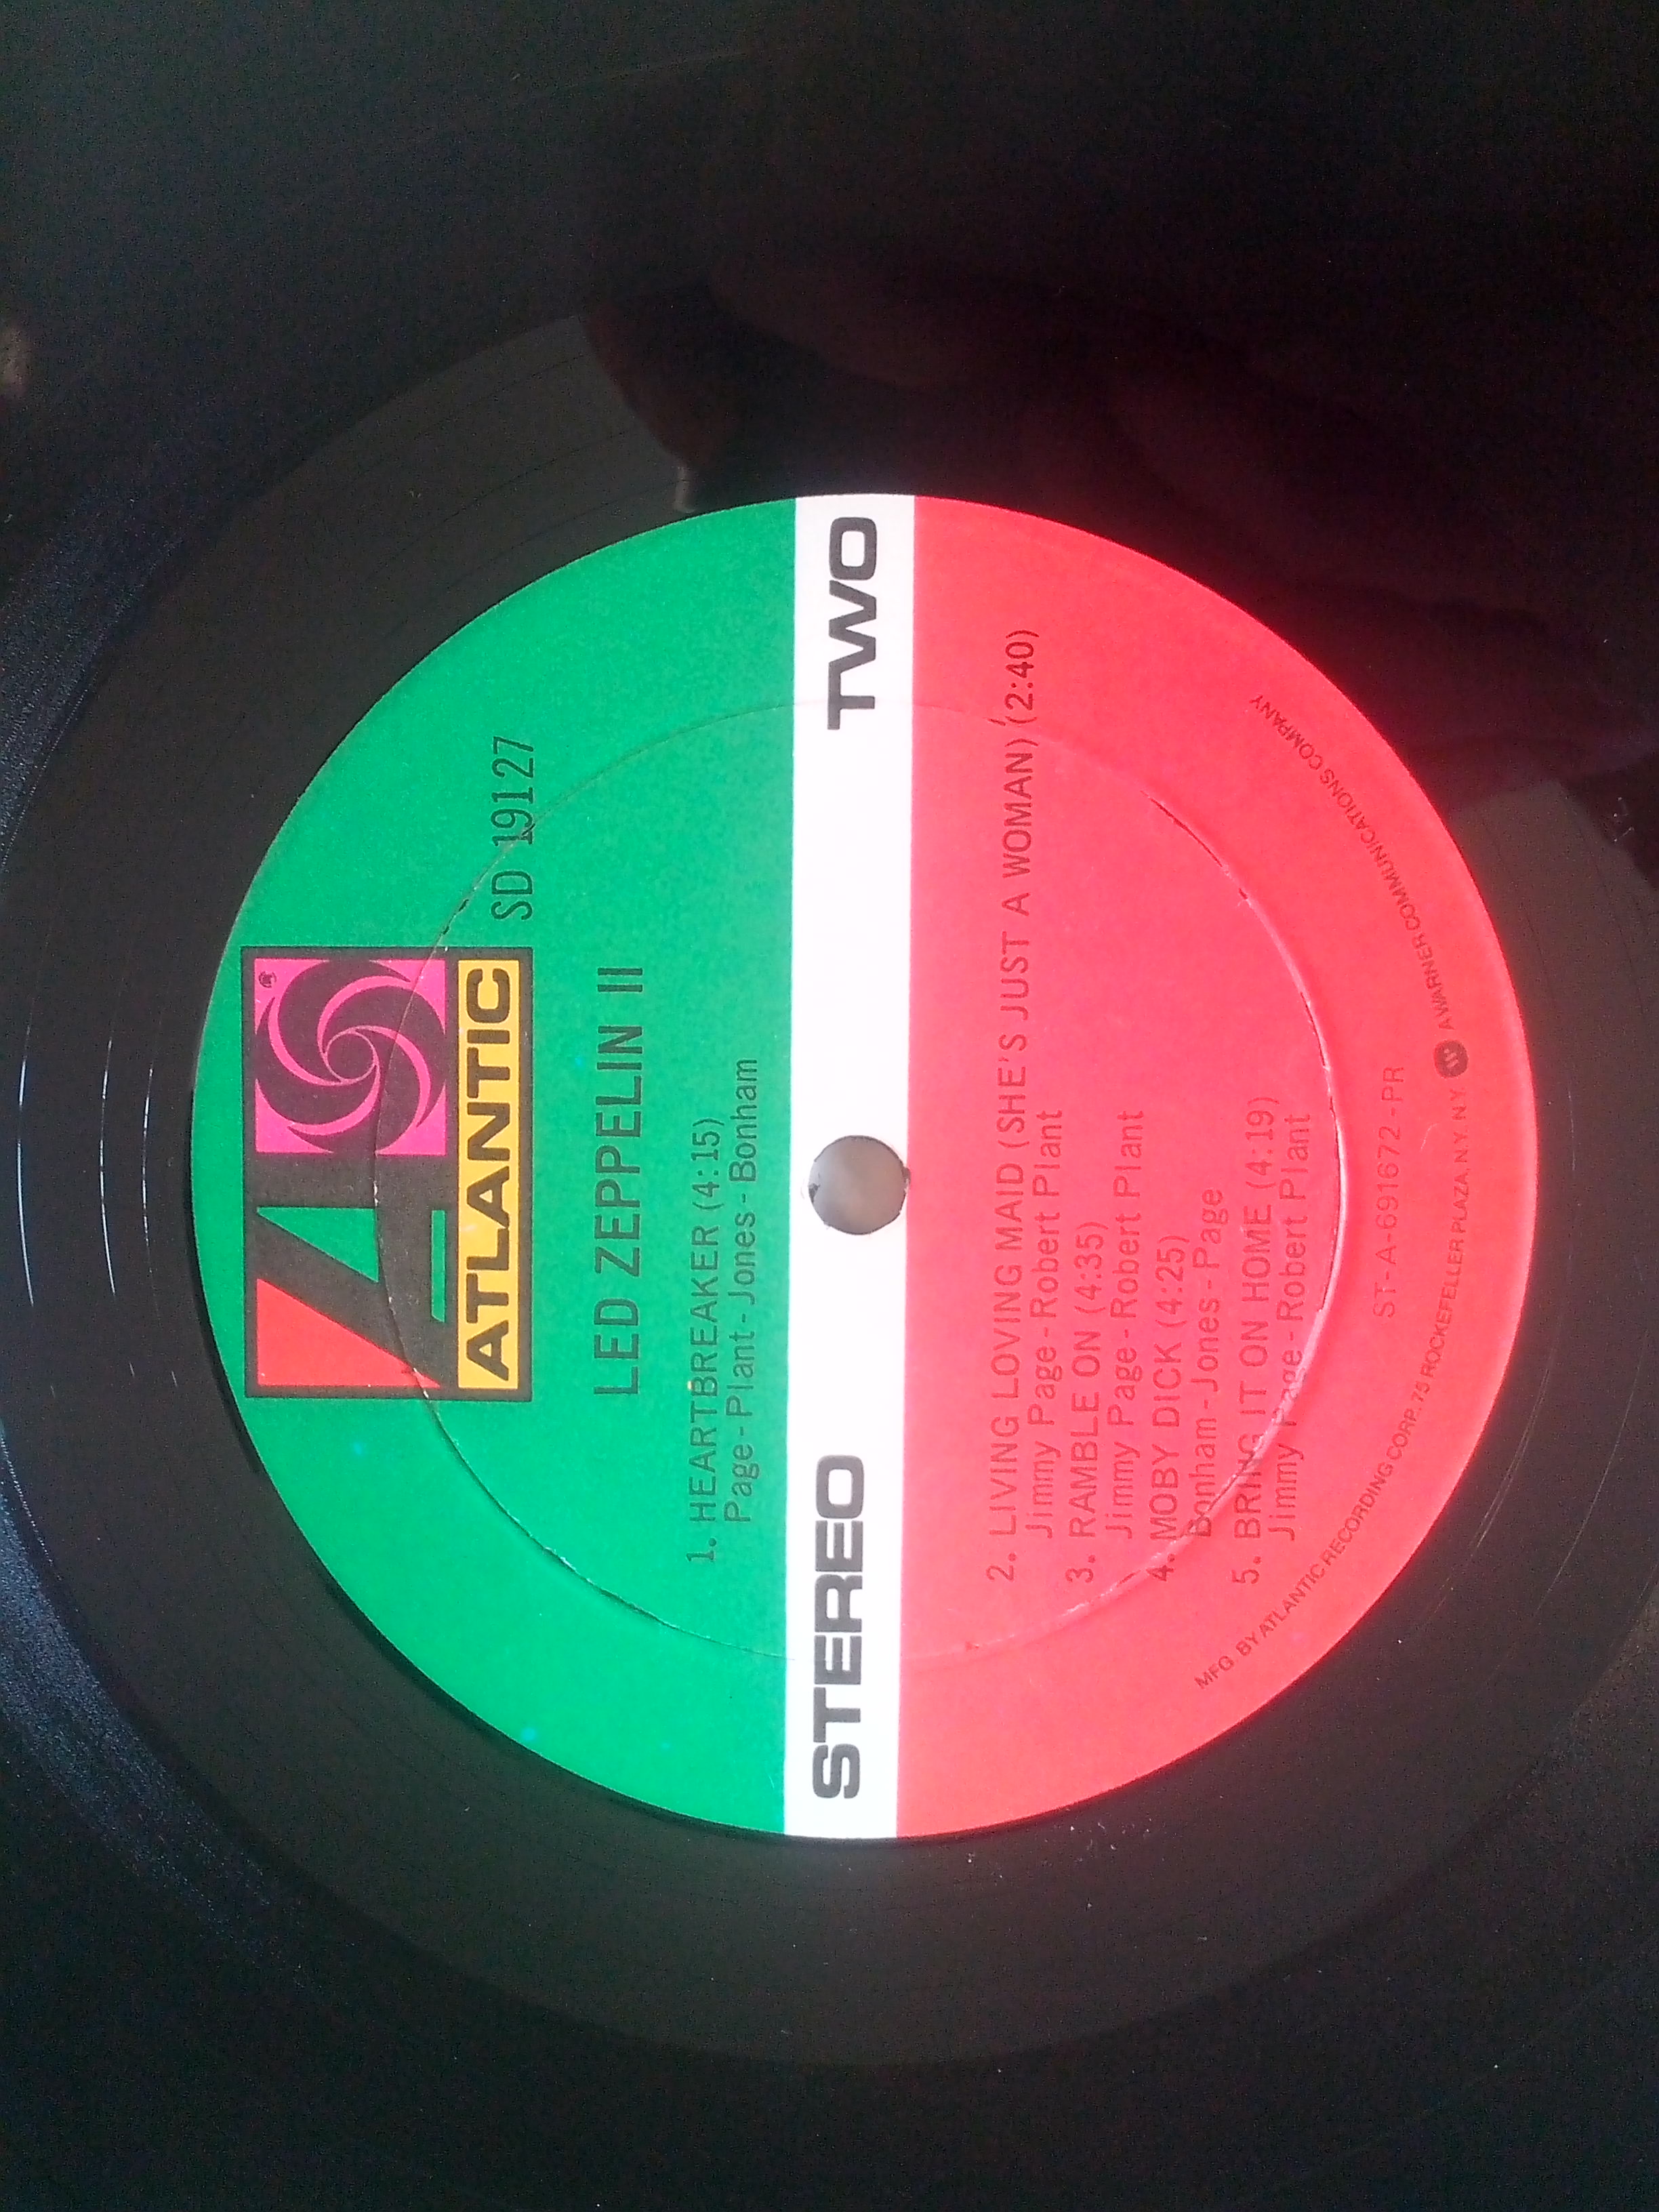 ®
ATLANTIC
SD 19127
LED ZEPPELIN II
1. HEARTBREAKER (4:15)
Page-Plant-Jones-Bonham
STEREO TWO
2. LIVING LOVING MAID (SHE'S JUST A WOMAN) (2:40)
Jimmy Page-Robert Plant
3. RAMBLE ON (4:35)
Jimmy Page-Robert Plant
4. MOBY DICK (4:25)
Bonham-Jones-Page
5. BRING IT ON HOME (4:19)
Jimmy Page-Robert Plant
ST-A-691672-PR
MFG. BY ATLANTIC RECORDING CORP. 75 ROCKEFELLER PLAZA, N.Y. N.Y. A WARNER COMMUNICATIONS COMPANY